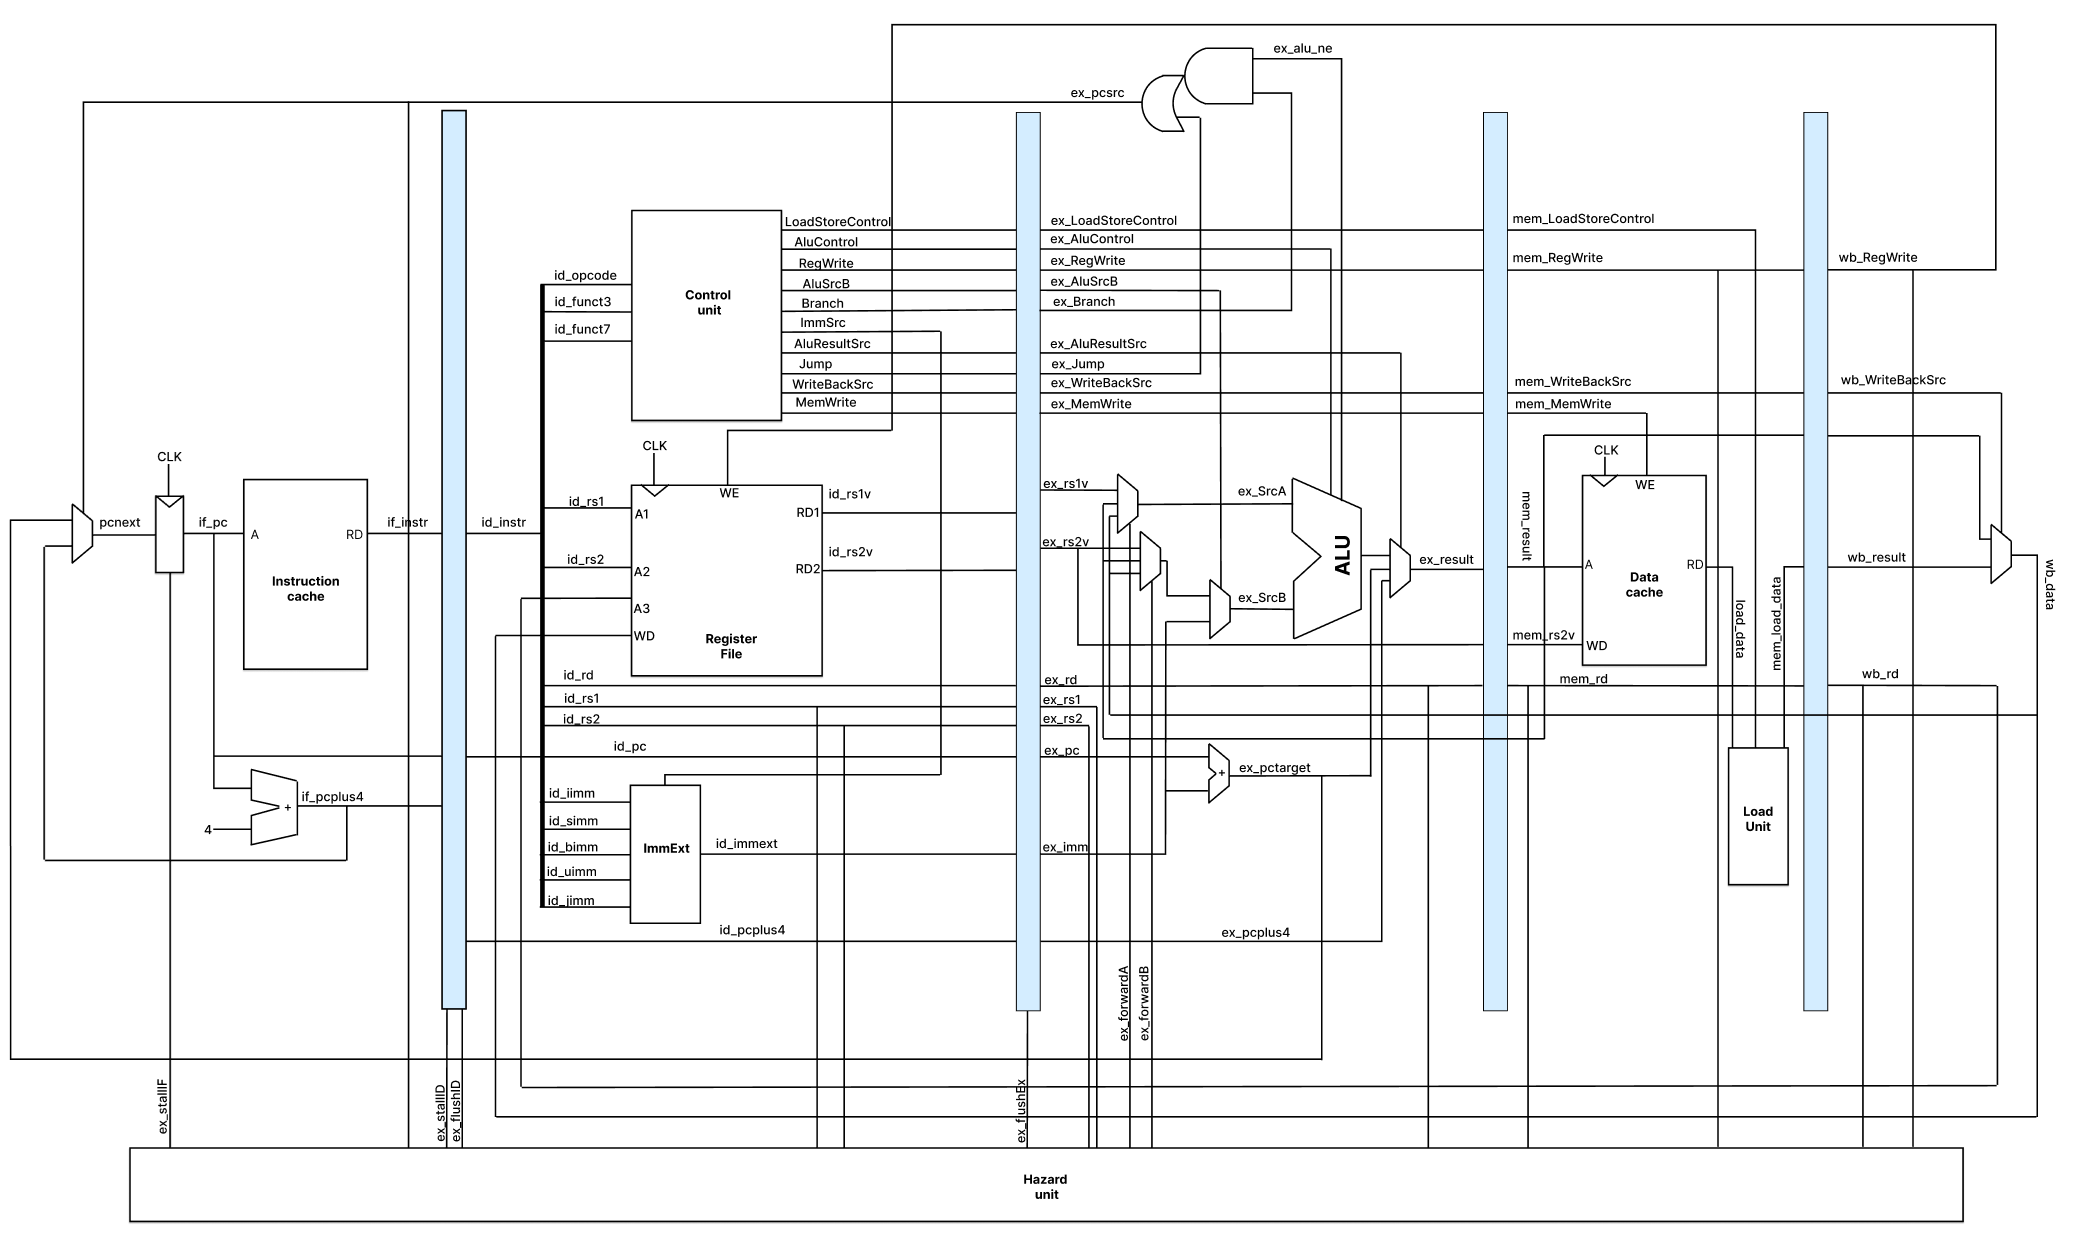 ex_alu_ne
ex_pcsrc
LoadStoreControl
ex_LoadStoreControl
mem_LoadStoreControl
AluControl
ex_AluControl
RegWrite
ex_RegWrite
mem_RegWrite
wb_RegWrite
id_opcode
AluSrcB
ex_AluSrcB
id_funct3
Control
unit
Branch
ex_Branch
id_funct7
ImmSrc
AluResultSrc
ex_AluResultSrc
Jump
ex_Jump
WriteBackSrc
ex_WriteBackSrc
mem_WriteBackSrc
wb_WriteBackSrc
MemWrite
ex_MemWrite
mem_MemWrite
CLK
CLK
CLK
WE
WE
id_rs1v
ex_rs1v
ex_SrcA
id_rs1
A1
RD1
pcnext
if_pc
if_instr
id_instr
A
RD
mem_result
ex_rs2v
id_rs2v
ALU
ex_result
wb_result
id_rs2
A2
RD2
A
RD
Data
cache
wb_data
Instruction
cache
ex_SrcB
A3
WD
Register
File
mem_rs2v
WD
load_data
mem_load_data
id_rd
ex_rd
mem_rd
wb_rd
id_rs1
ex_rs1
id_rs2
ex_rs2
id_pc
ex_pc
+
ex_pctarget
if_pcplus4
+
4
id_iimm
id_simm
id_bimm
id_uimm
id_jimm
ImmExt
id_immext
ex_imm
Load
Unit
id_pcplus4
ex_pcplus4
ex_forwardA
ex_forwardB
ex_stallIF
ex_stallID
ex_flushID
ex_flushEx
Hazard
unit